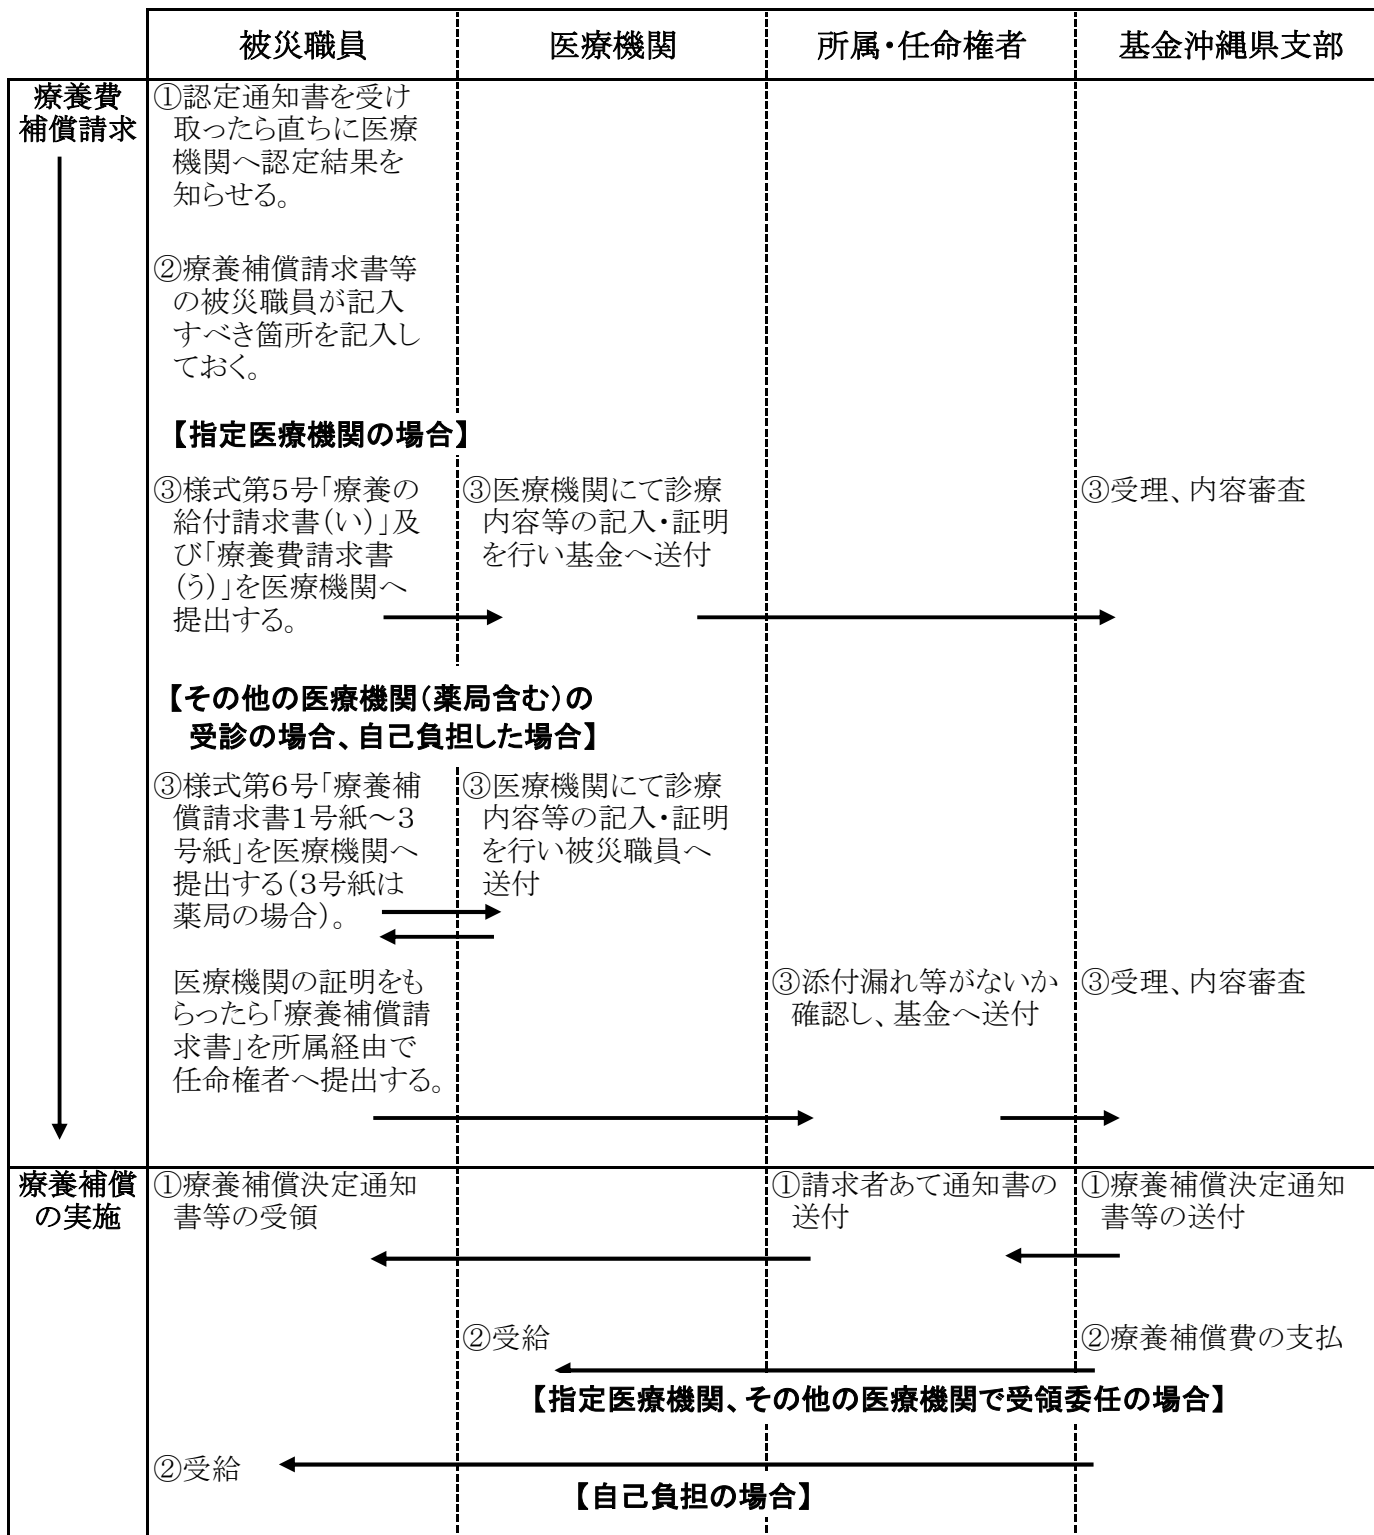 被災職員
医療機関
所属・任命権者
基金沖縄県支部
療養費
補償請求
①認定通知書を受け
取ったら直ちに医療
機関へ認定結果を
知らせる。
②療養補償請求書等
の被災職員が記入
すべき箇所を記入し
ておく。
【指定医療機関の場合】
③様式第5号「療養の
給付請求書(い)」及
び「療養費請求書
(う)」を医療機関へ
提出する。
③医療機関にて診療
内容等の記入・証明
を行い基金へ送付
③受理、内容審査
【その他の医療機関(薬局含む)の
受診の場合、自己負担した場合】
③様式第6号「療養補
償請求書1号紙～3
号紙」を医療機関へ
提出する(3号紙は
薬局の場合)。
③医療機関にて診療
内容等の記入・証明
を行い被災職員へ
送付
医療機関の証明をも
らったら「療養補償請
求書」を所属経由で
任命権者へ提出する。
③添付漏れ等がないか
確認し、基金へ送付
③受理、内容審査
療養補償
の実施
①療養補償決定通知
書等の受領
①請求者あて通知書の
送付
①療養補償決定通知
書等の送付
②受給
②療養補償費の支払
【指定医療機関、その他の医療機関で受領委任の場合】
②受給
【自己負担の場合】